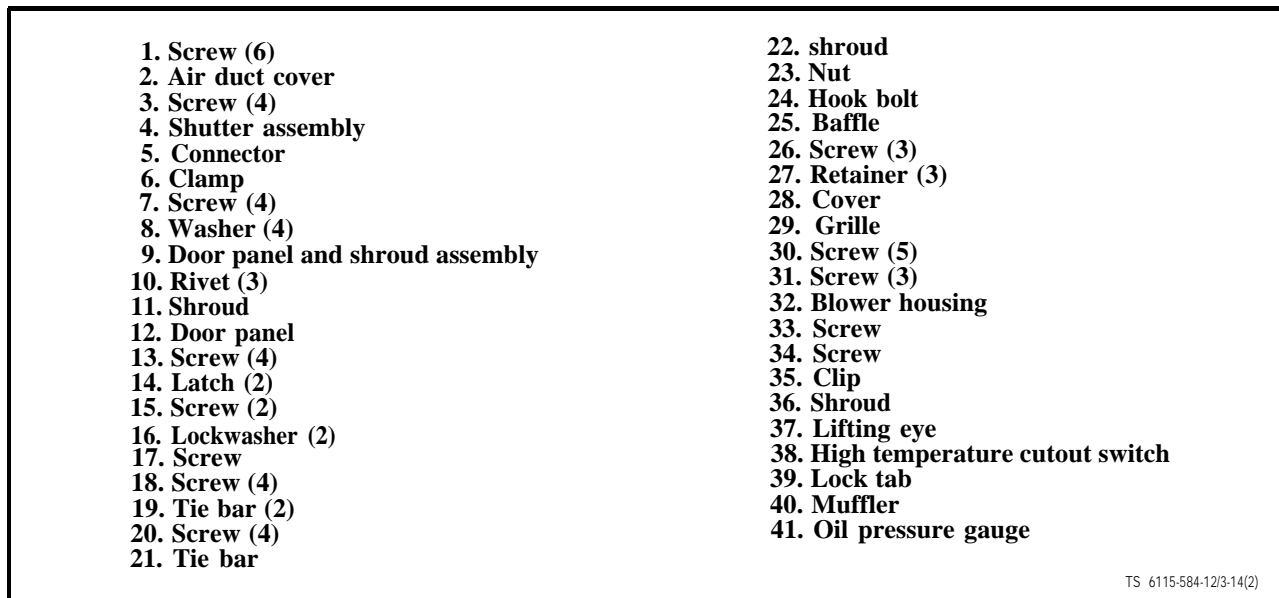 1. Screw (6)
2. Air duct cover
3. Screw (4)
4. Shutter assembly
5. Connector
6. Clamp
7. Screw (4)
8. Washer (4)
9. Door panel and shroud assembly
10. Rivet (3)
11. Shroud
12. Door panel
13. Screw (4)
14. Latch (2)
15. Screw (2)
16. Lockwasher (2)
17. Screw
18. Screw (4)
19. Tie bar (2)
20. Screw (4)
21. Tie bar
22. shroud
23. Nut
24. Hook bolt
25. Baffle
26. Screw (3)
27. Retainer (3)
28. Cover
29. Grille
30. Screw (5)
31. Screw (3)
32. Blower housing
33. Screw
34. Screw
35. Clip
36. Shroud
37. Lifting eye
38. High temperature cutout switch
39. Lock tab
40. Muffler
41. Oil pressure gauge
TS 6115-584-12/3-14(2)